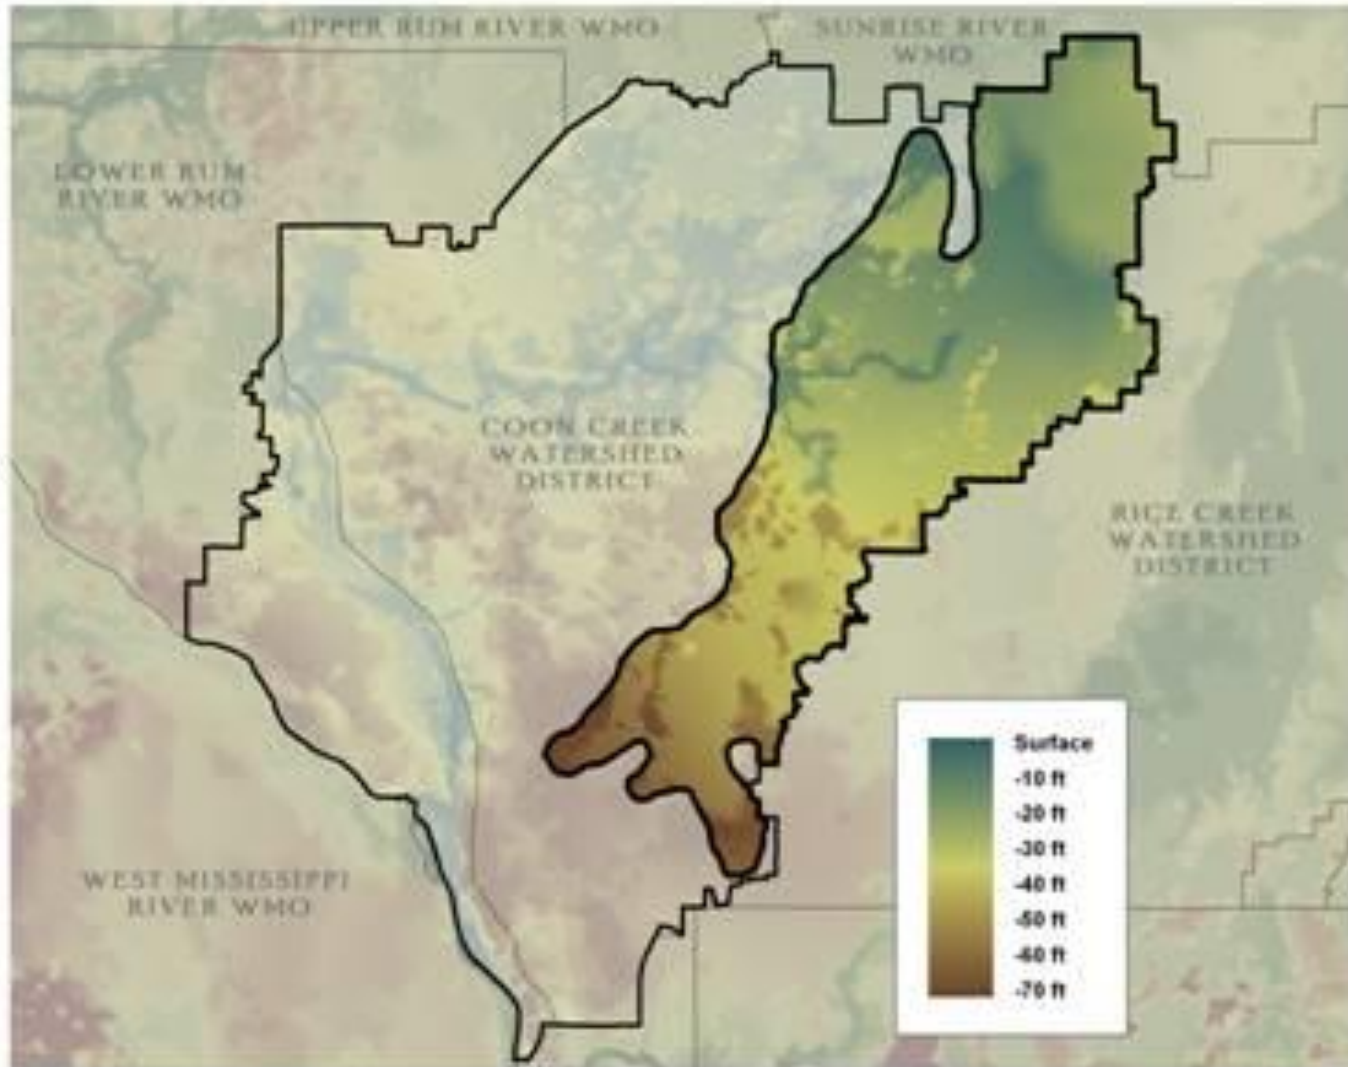 UPPER RUM RIVER WMO
SUNRISE RIVER
WMO
LOWER RUM
RIVER WMO
COON CREEK
WATERSHED
DISTRICT
RICE CREEK
WATERSHED
DISTRICT
WEST MISSISSIPPI
RIVER WMO
Surface
-10 ft
-20 ft
-30 ft
-40 ft
-50 ft
-60 ft
-70 ft